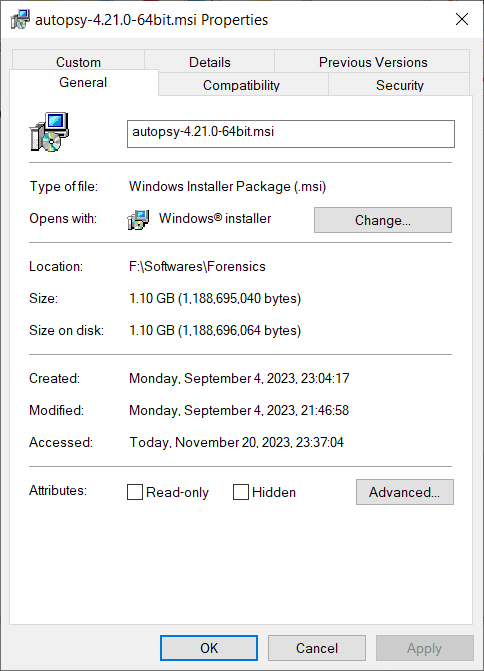 autopsy-4.21.0-64bit.msi Properties
Custom Details Previous Versions
General Compatibility Security
autopsy-4.21.0-64bit.msi
Type of file: Windows Installer Package (.msi)
Opens with: Windows® installer Change...
Location: F:\Softwares\Forensics
Size: 1.10 GB (1,188,695,040 bytes)
Size on disk: 1.10 GB (1,188,696,064 bytes)
Created: Monday, September 4, 2023, 23:04:17
Modified: Monday, September 4, 2023, 21:46:58
Accessed: Today, November 20, 2023, 23:37:04
Attributes: Read-only Hidden Advanced...
OK Cancel Apply